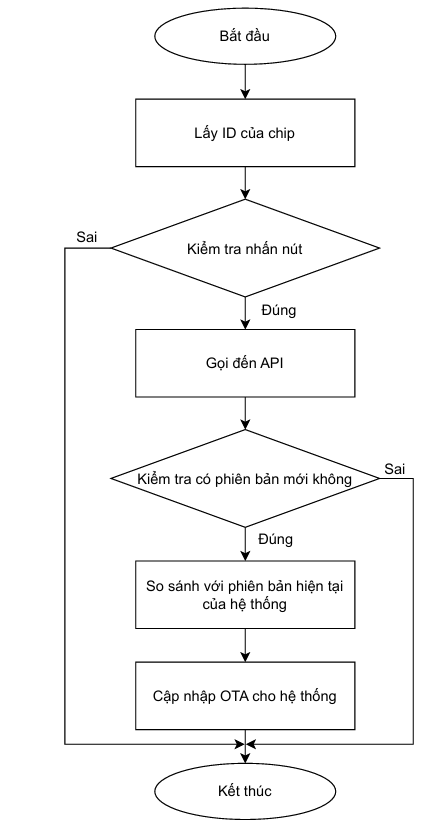 Bắt đầu
Lấy ID của chip
Sai
Kiểm tra nhấn nút
Đúng
Gọi đến API
Kiểm tra có phiên bản mới không
Sai
Đúng
So sánh với phiên bản hiện tại
của hệ thống
Cập nhập OTA cho hệ thống
Kết thúc